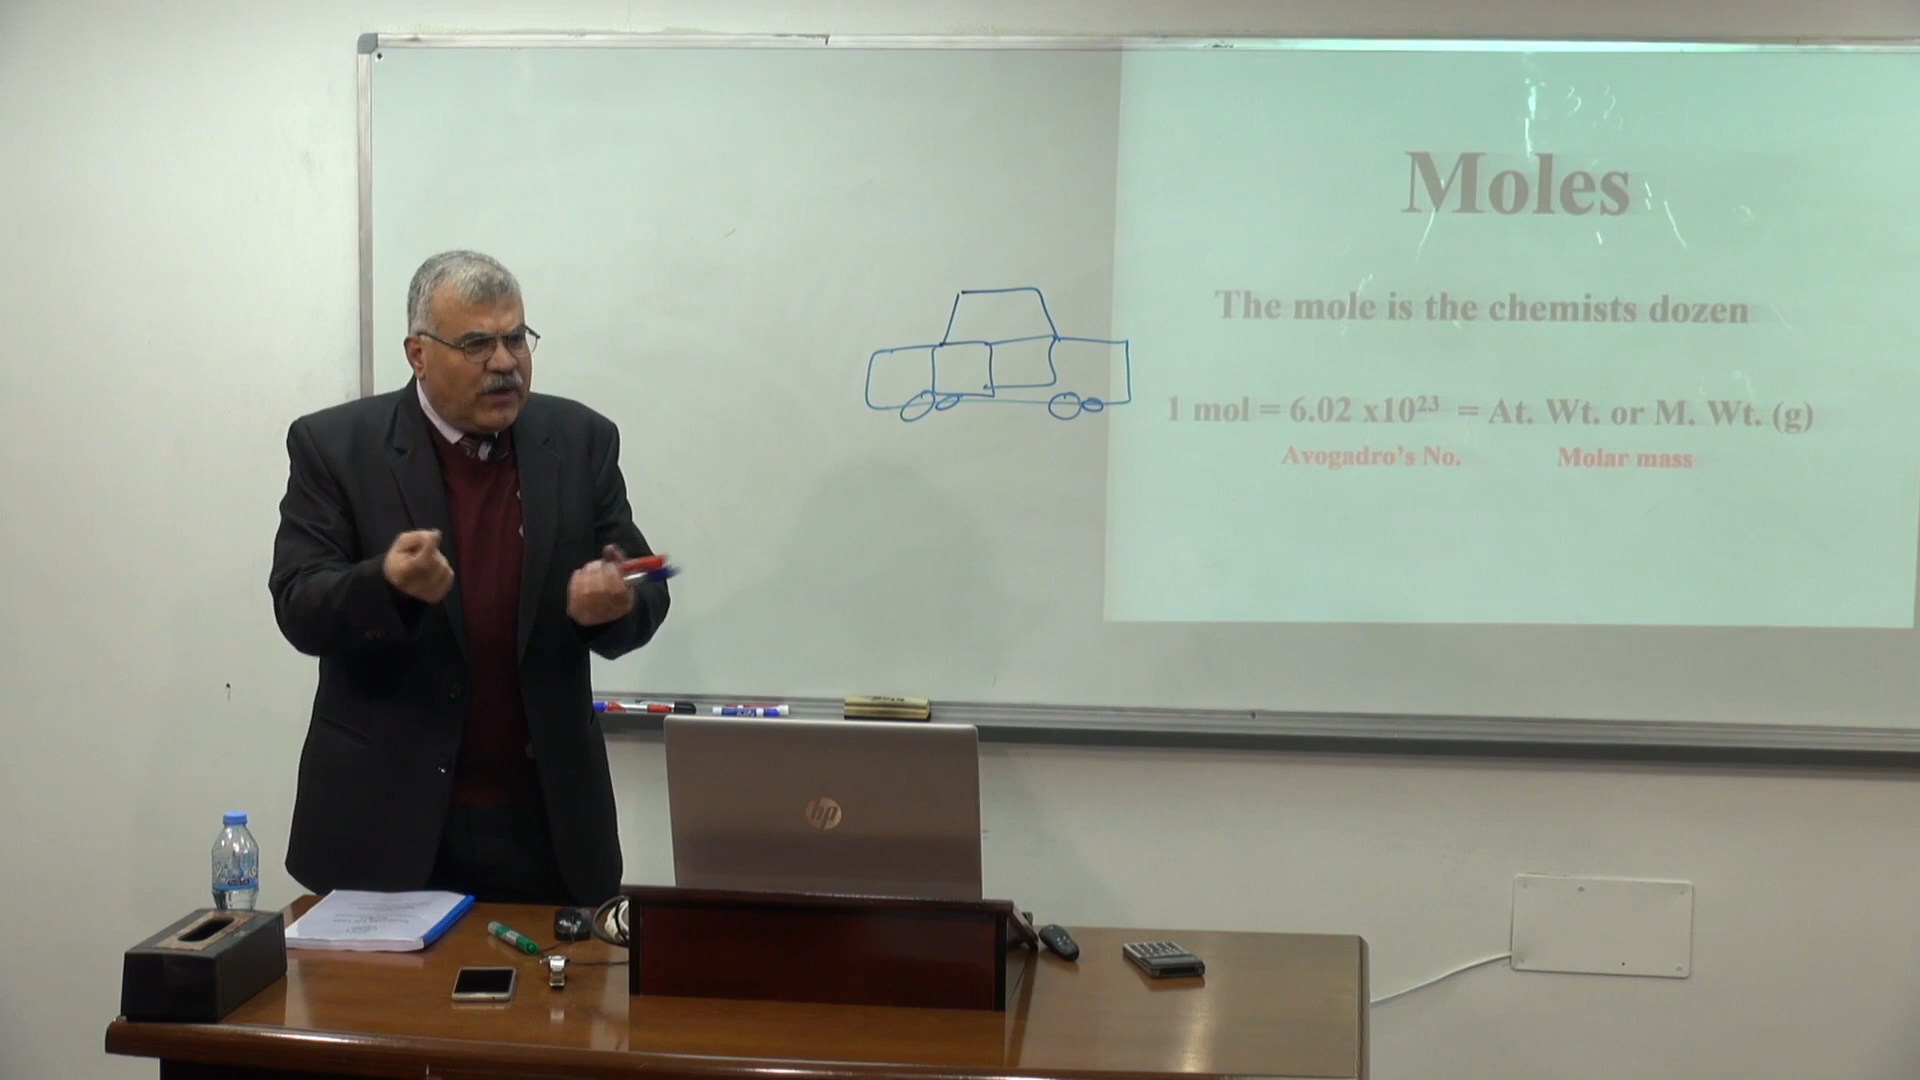 Moles
The mole is the chemists dozen
1 mol = 6.02 x10²³ = At. Wt. or M. Wt. (g)
Avogadro's No. Molar mass
hp